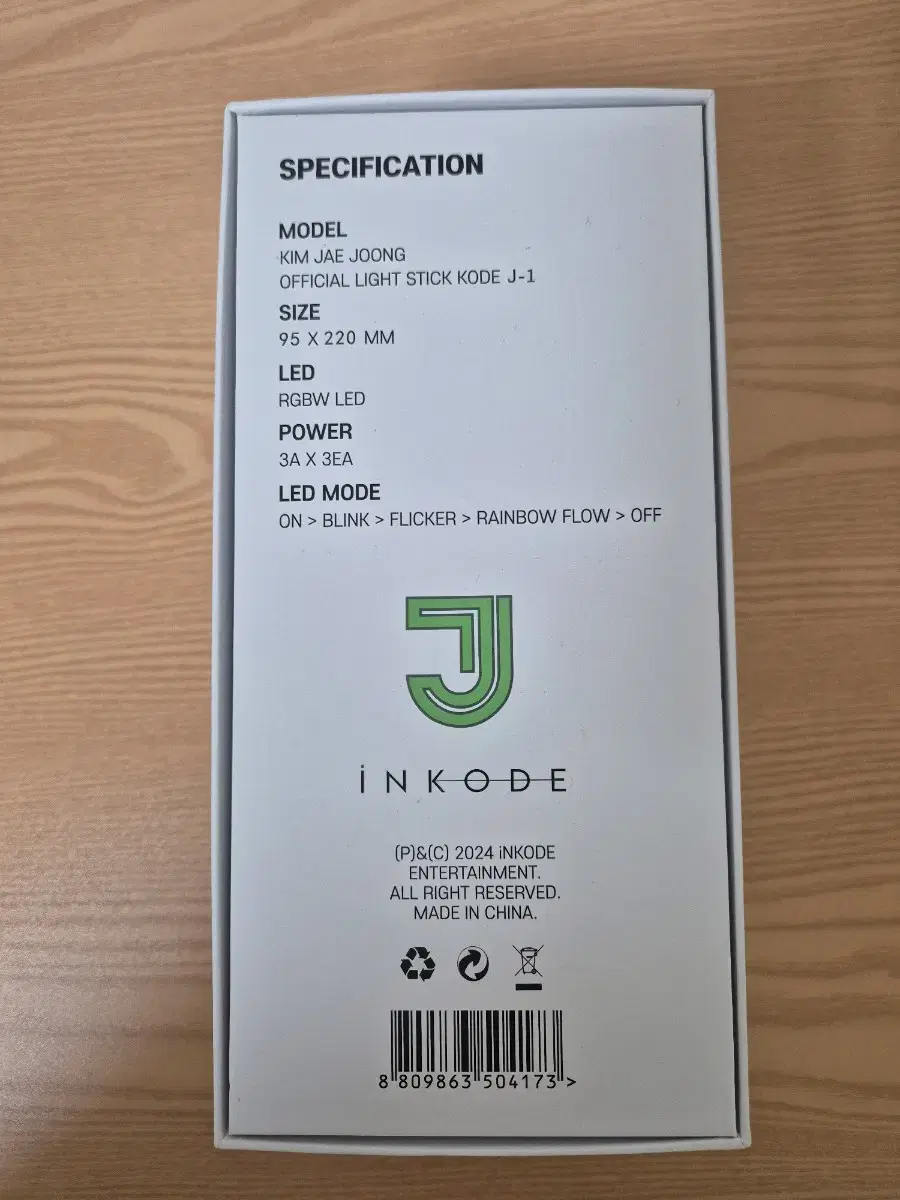 SPECIFICATION
MODEL
KIM JAE JOONG
OFFICIAL LIGHT STICK KODE J-1
SIZE
95 X 220 MM
LED
RGBW LED
POWER
3A X 3EA
LED MODE
ON > BLINK > FLICKER > RAINBOW FLOW > OFF
J
iNKODE
(P)&(C) 2024 iNKODE
ENTERTAINMENT.
ALL RIGHT RESERVED.
MADE IN CHINA.
8 809863 504173 >